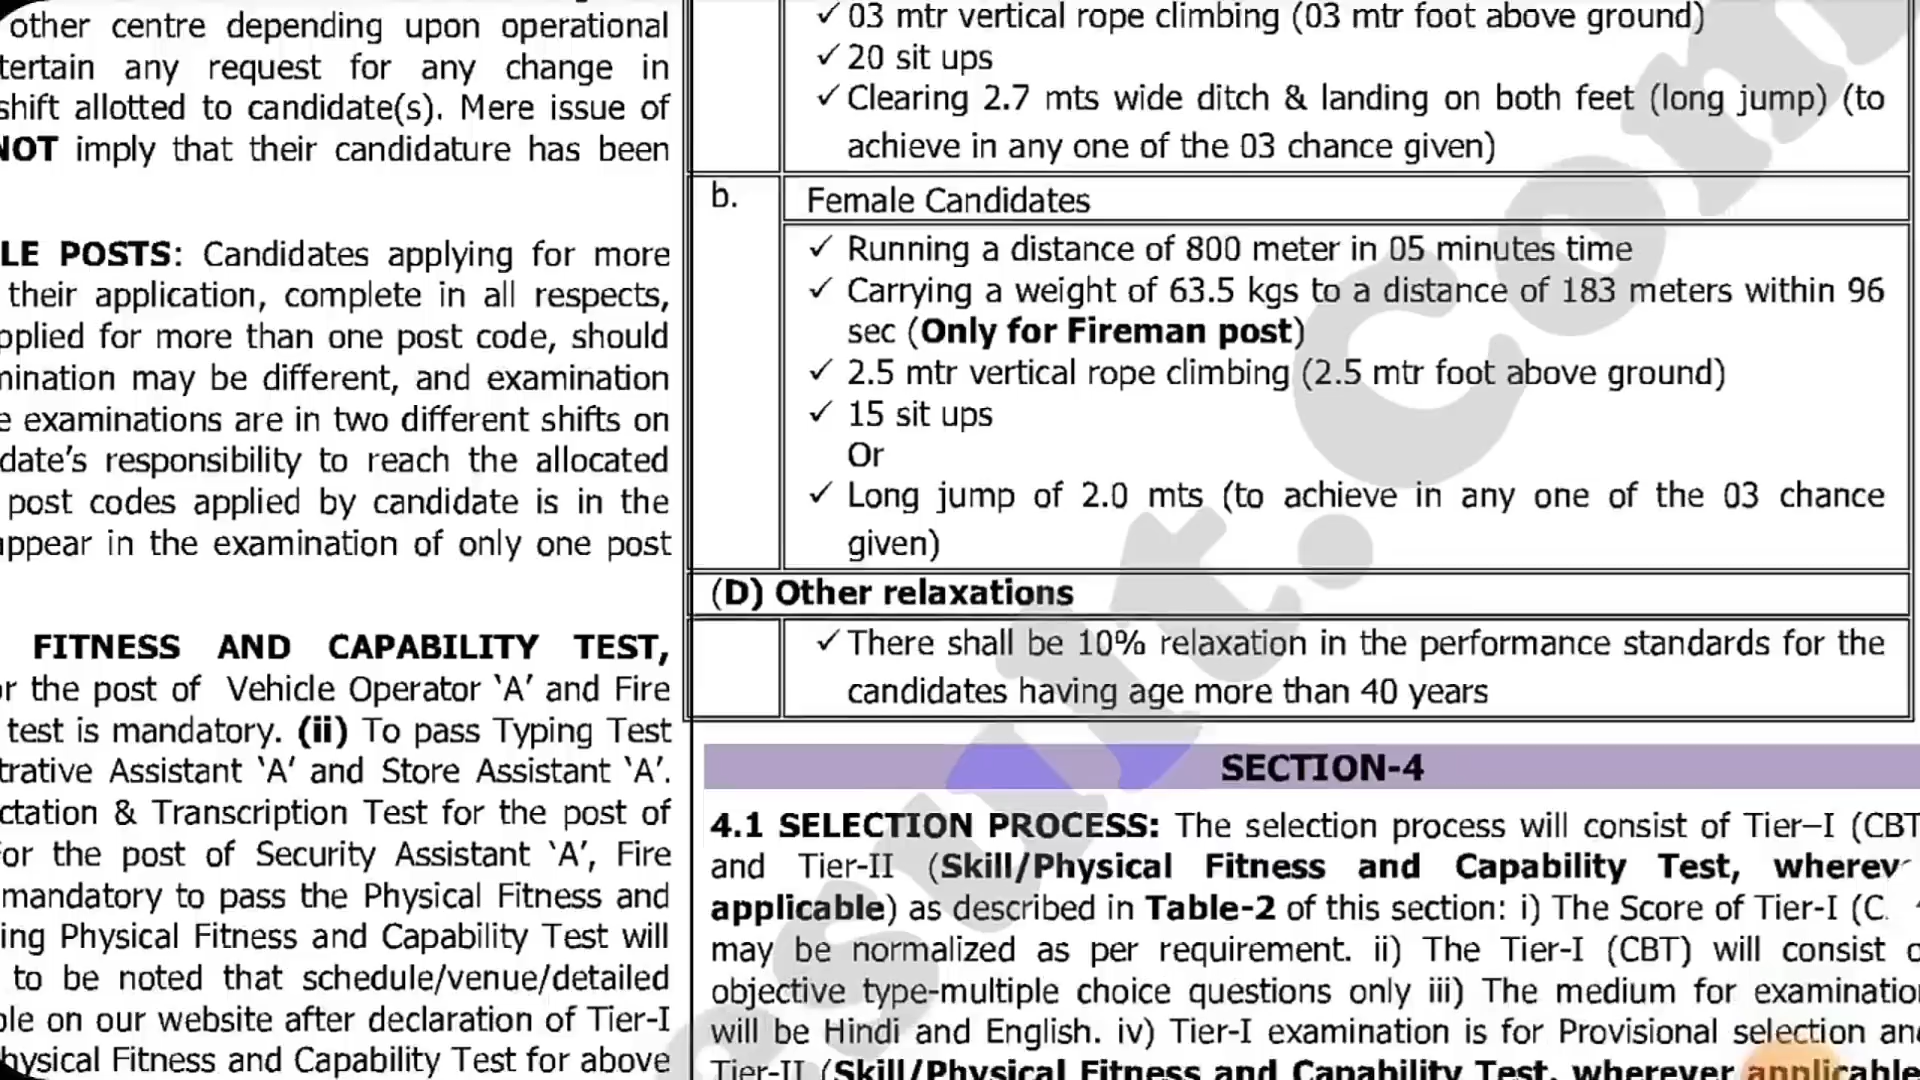 other centre depending upon operational
any request for any change in
shift allotted to candidate(s). Mere issue of
NOT imply that their candidature has been
LE POSTS: Candidates applying for more
their application, complete in all respects,
applied for more than one post code, should
may be different, and examination
examinations are in two different shifts on
responsibility to reach the allocated
post codes applied by candidate is in the
appear in the examination of only one post
FITNESS AND CAPABILITY TEST,
the post of Vehicle Operator ‘A’ and Fire
test is mandatory. (ii) To pass Typing Test
Assistant ‘A’ and Store Assistant ‘A’.
& Transcription Test for the post of
For the post of Security Assistant ‘A’, Fire
mandatory to pass the Physical Fitness and
Physical Fitness and Capability Test will
to be noted that schedule/venue/detailed
on our website after declaration of Tier-I
Physical Fitness and Capability Test for above
✓ 03 mtr vertical rope climbing (03 mtr foot above ground)
✓ 20 sit ups
✓ Clearing 2.7 mts wide ditch & landing on both feet (long jump) (to
achieve in any one of the 03 chance given)
b.
Female Candidates
✓ Running a distance of 800 meter in 05 minutes time
✓ Carrying a weight of 63.5 kgs to a distance of 183 meters within 96
sec (Only for Fireman post)
✓ 2.5 mtr vertical rope climbing (2.5 mtr foot above ground)
✓ 15 sit ups
Or
✓ Long jump of 2.0 mts (to achieve in any one of the 03 chance
given)
(D) Other relaxations
✓ There shall be 10% relaxation in the performance standards for the
candidates having age more than 40 years
SECTION-4
4.1 SELECTION PROCESS: The selection process will consist of Tier–I (CBT
and Tier-II (Skill/Physical Fitness and Capability Test,
applicable) as described in Table-2 of this section: i) The Score of Tier-I
may be normalized as per requirement. ii) The Tier-I (CBT) will consist
objective type-multiple choice questions only iii) The medium for examination
will be Hindi and English. iv) Tier-I examination is for Provisional selection and
Tier-II (Skill/Physical Fitness and Capability Test, wherever applicable
sult.Com